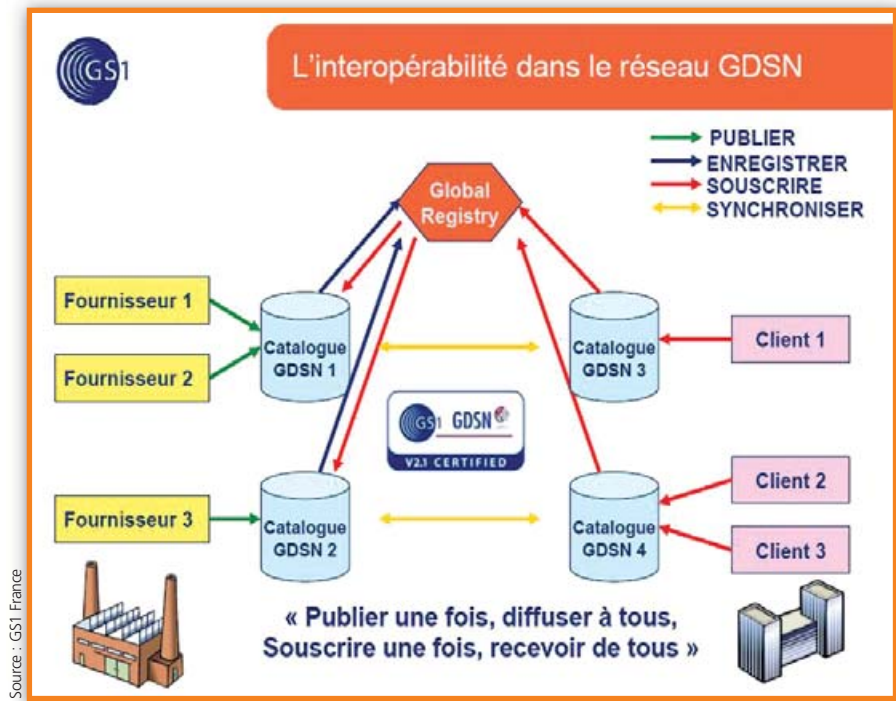 GS1
L'interopérabilité dans le réseau GDSN
PUBLIER
ENREGISTRER
SOUSCRIRE
SYNCHRONISER
Global
Registry
Fournisseur 1
Fournisseur 2
Catalogue
GDSN 1
Catalogue
GDSN 3
Client 1
GS1 GDSN
V2.1 CERTIFIED
Fournisseur 3
Catalogue
GDSN 2
Catalogue
GDSN 4
Client 2
Client 3
« Publier une fois, diffuser à tous,
Souscrire une fois, recevoir de tous »
Source : GS1 France